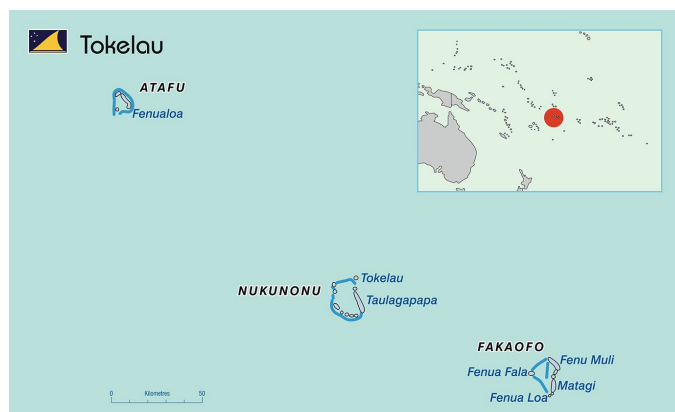 Tokelau
ATAFU
Fenualoa
Tokelau
NUKUNONU
Taulagapapa
FAKAOFO
Fenu Muli
Fenua Fala
Matagi
Fenua Loa
0 Kilometres 50